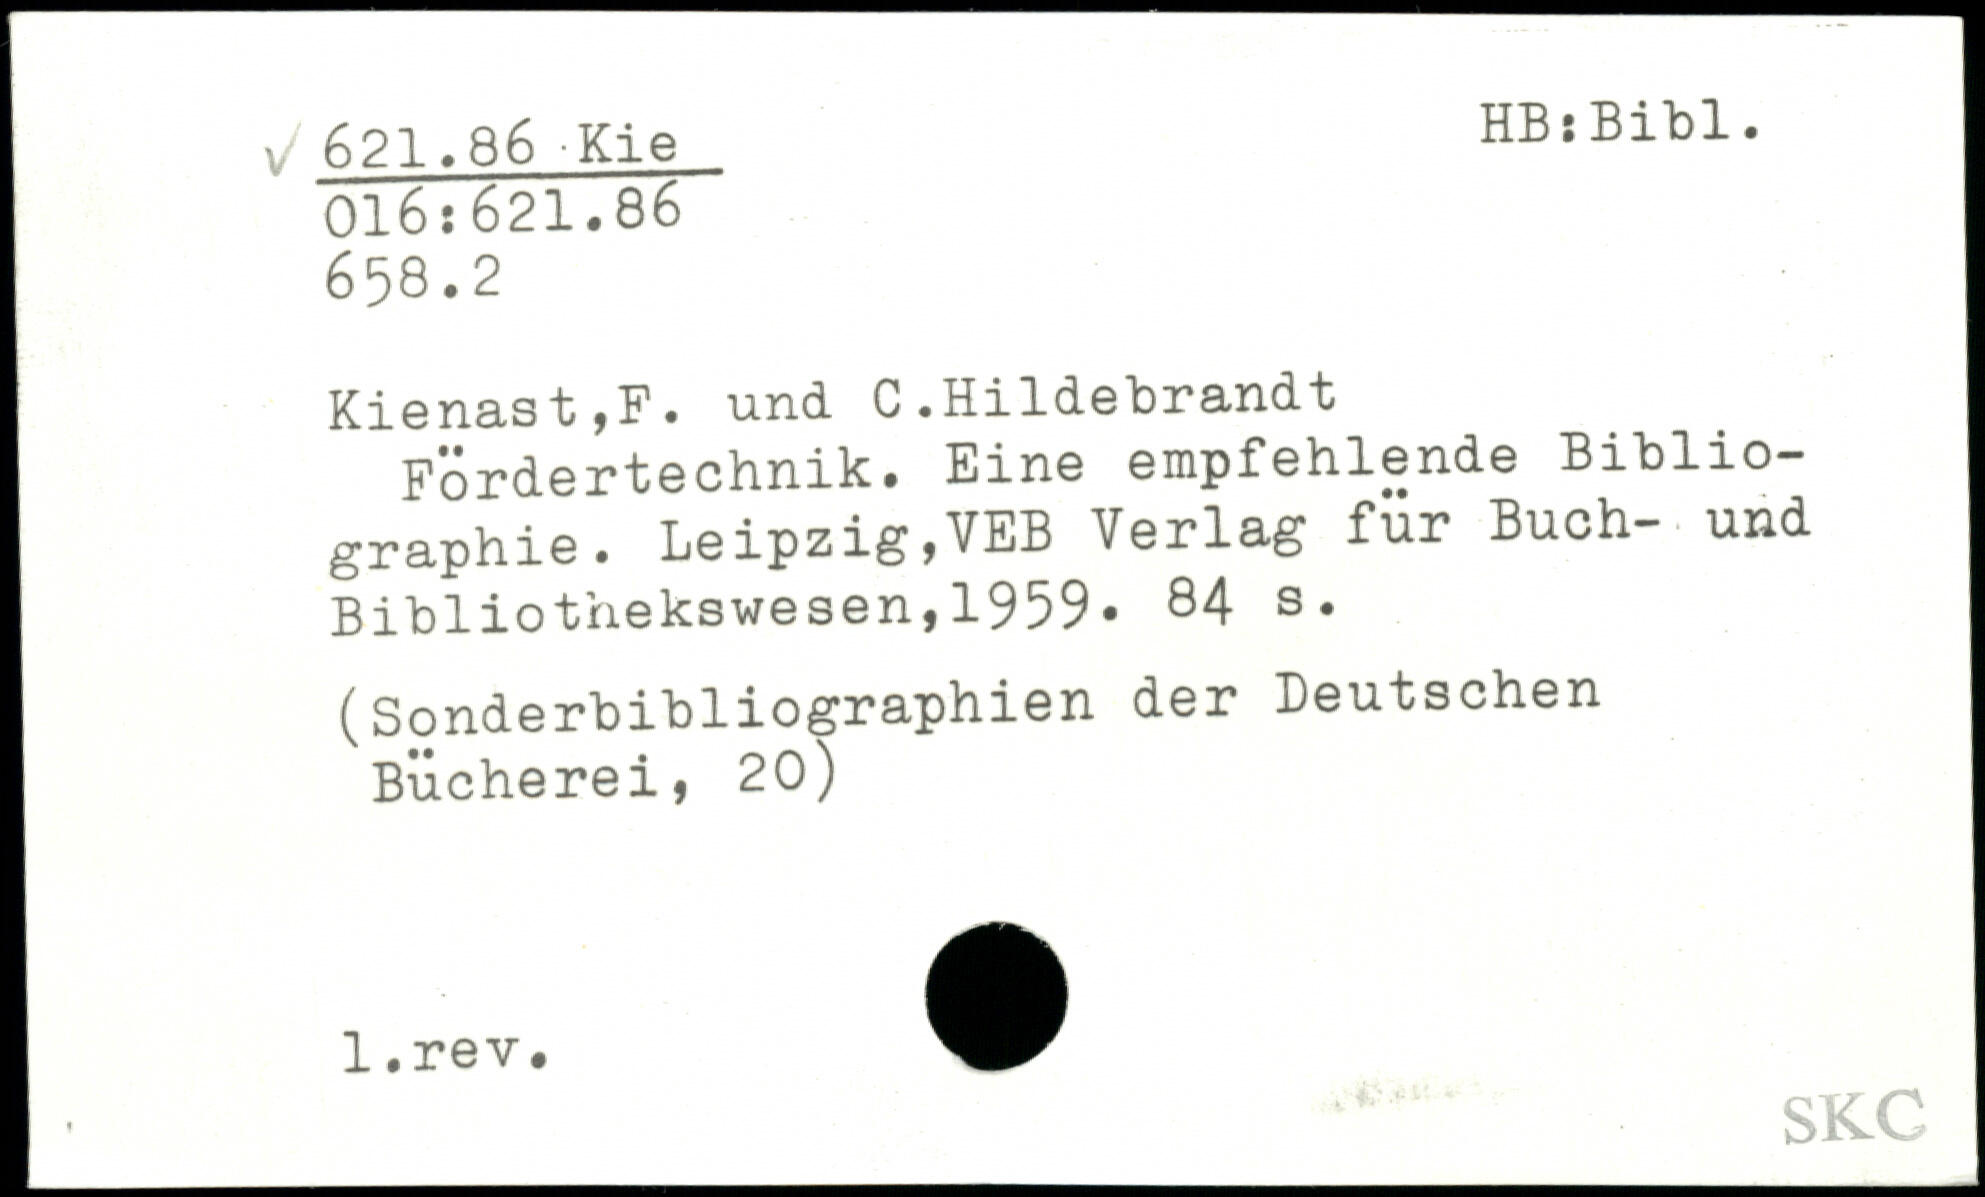 HB:Bibl.
✓ 621.86 Kie
016:621.86
658.2
Kienast,F. und C.Hildebrandt
Fördertechnik. Eine empfehlende Biblio-
graphie. Leipzig,VEB Verlag für Buch- und
Bibliothekswesen,1959. 84 s.
(Sonderbibliographien der Deutschen
Bücherei, 20)
1.rev.
SKC